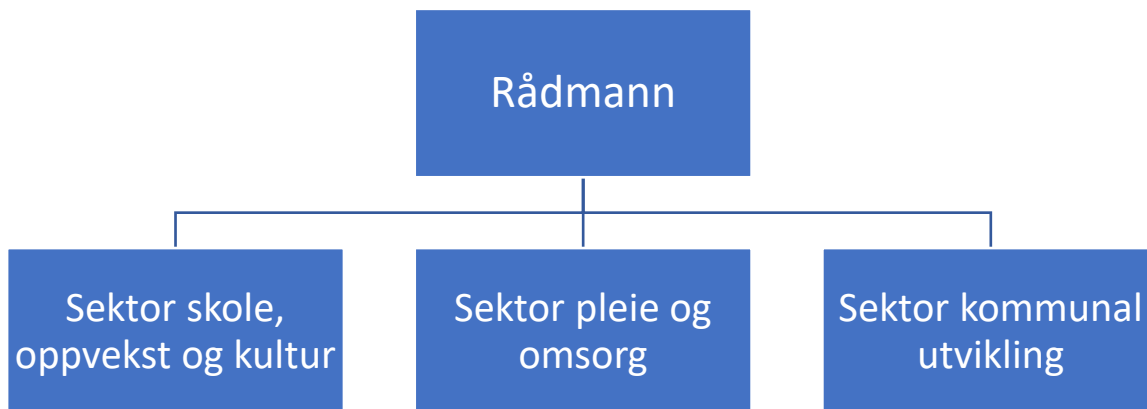 Rådmann
Sektor skole,
oppvekst og kultur
Sektor pleie og
omsorg
Sektor kommunal
utvikling